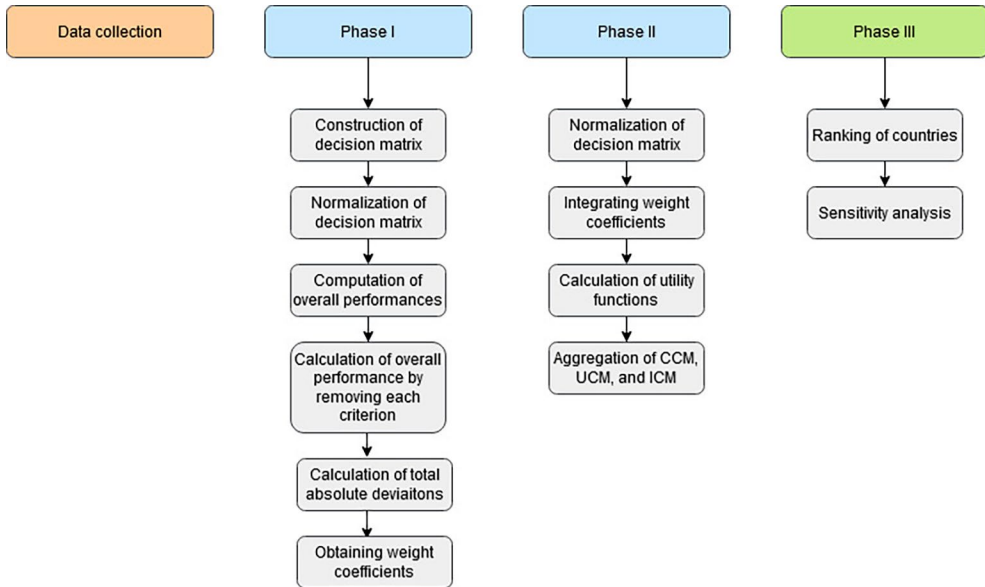 Data collection
Phase I
Phase II
Phase III
Construction of
decision matrix
Normalization of
decision matrix
Computation of
overall performances
Calculation of overall
performance by
removing each
criterion
Calculation of total
absolute deviaitons
Obtaining weight
coefficients
Normalization of
decision matrix
Integrating weight
coefficients
Calculation of utility
functions
Aggregation of CCM,
UCM, and ICM
Ranking of countries
Sensitivity analysis